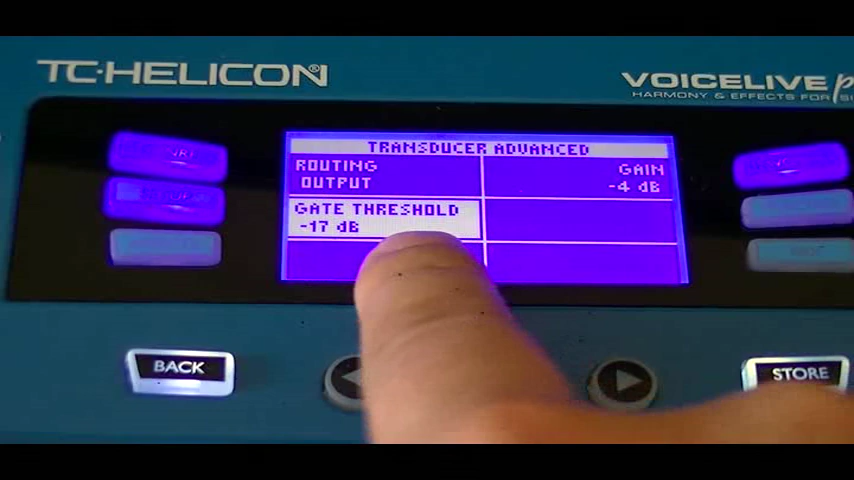 TC·HELICON®
VOICELIVE
HARMONY & EFFECTS FOR
TRANSDUCER ADVANCED
ROUTING
OUTPUT
GAIN
-4 dB
GATE THRESHOLD
-17 dB
BACK
STORE